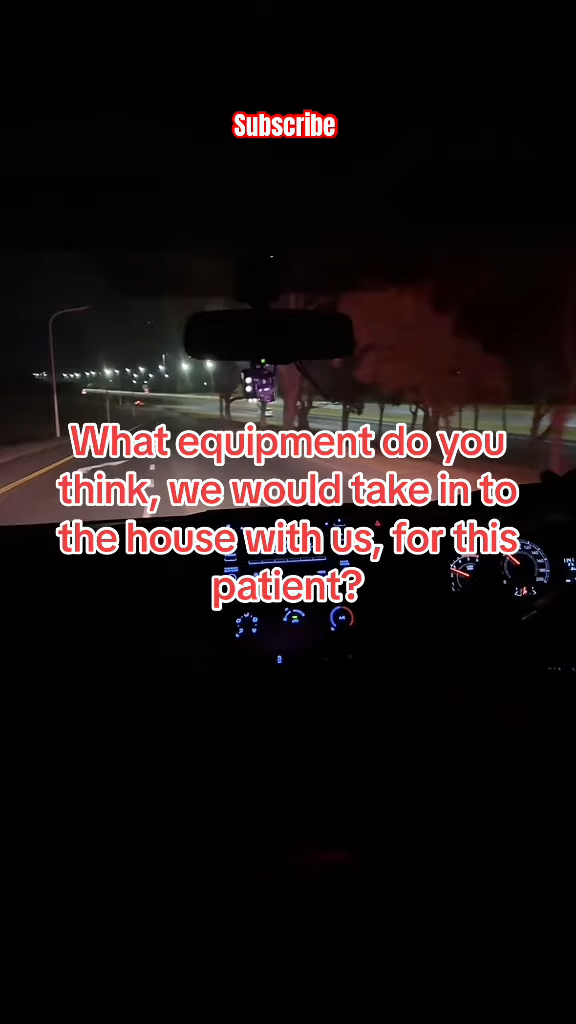 Subscribe
What equipment do you
think, we would take in to
the house with us, for this
patient?